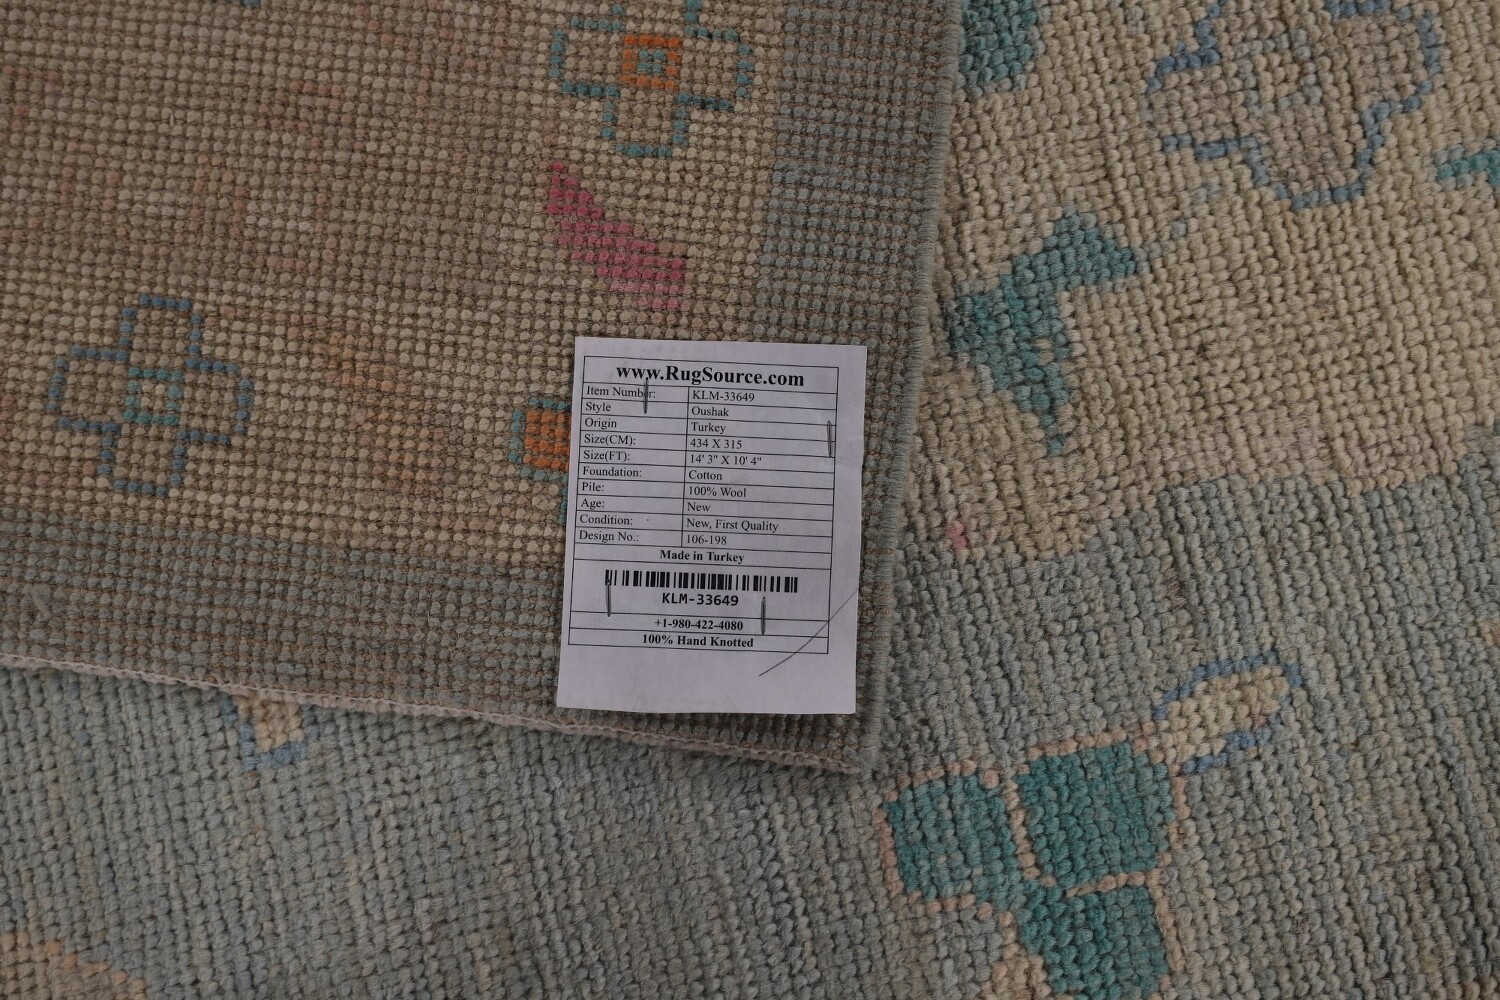 www.RugSource.com
Item Number: KLM-33649
Style Oushak
Origin Turkey
Size(CM): 434 X 315
Size(FT): 14' 3" X 10' 4"
Foundation: Cotton
Pile: 100% Wool
Age: New
Condition: New, First Quality
Design No.: 106-198
Made in Turkey
KLM-33649
+1-980-422-4080
100% Hand Knotted